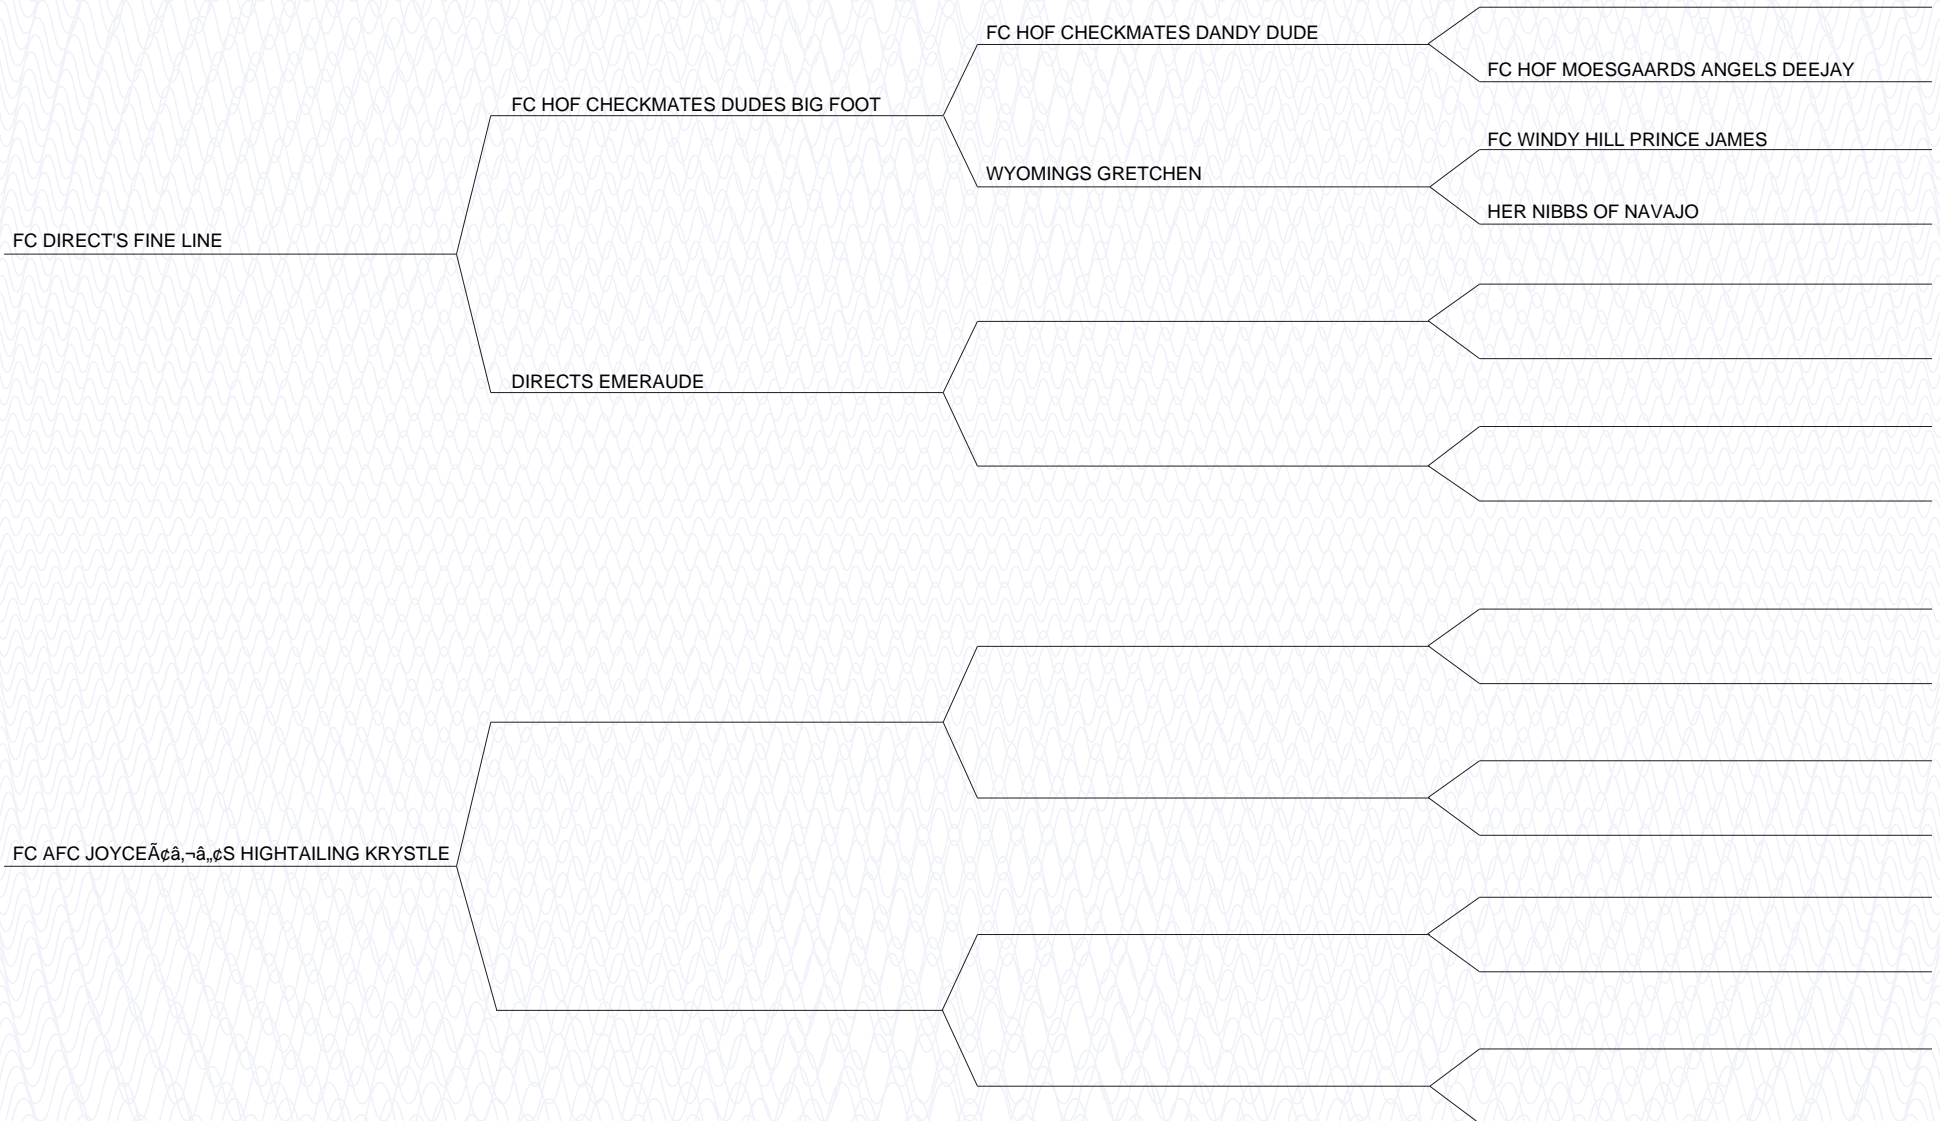 FC HOF CHECKMATES DANDY DUDE
FC HOF MOESGAARDS ANGELS DEEJAY
FC HOF CHECKMATES DUDES BIG FOOT
FC WINDY HILL PRINCE JAMES
WYOMINGS GRETCHEN
HER NIBBS OF NAVAJO
FC DIRECT'S FINE LINE
DIRECTS EMERAUDE
FC AFC JOYCEÃ¢â‚¬â„¢S HIGHTAILING KRYSTLE